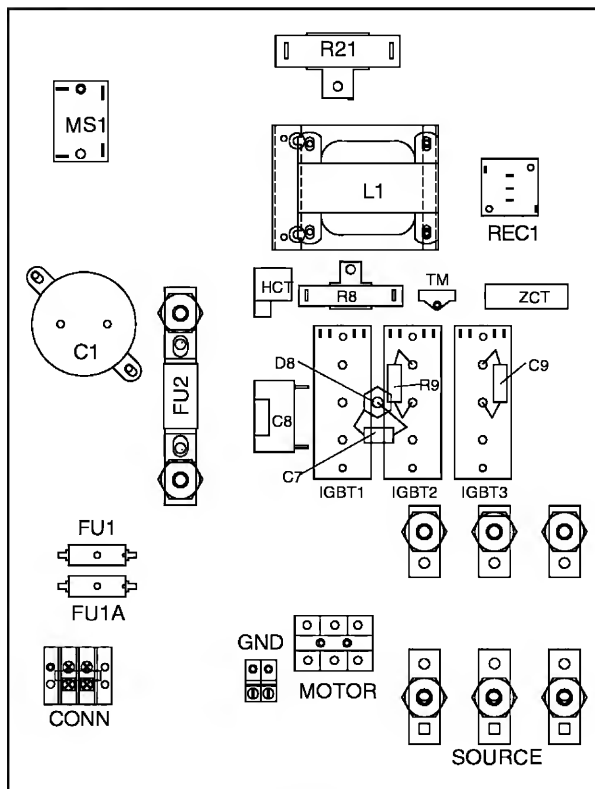 R21
MS1
L1
REC1
HCT
R8
TM
ZCT
C1
FU2
D8
R9
C9
C8
C7
IGBT1
IGBT2
IGBT3
FU1
FU1A
GND
MOTOR
CONN
SOURCE